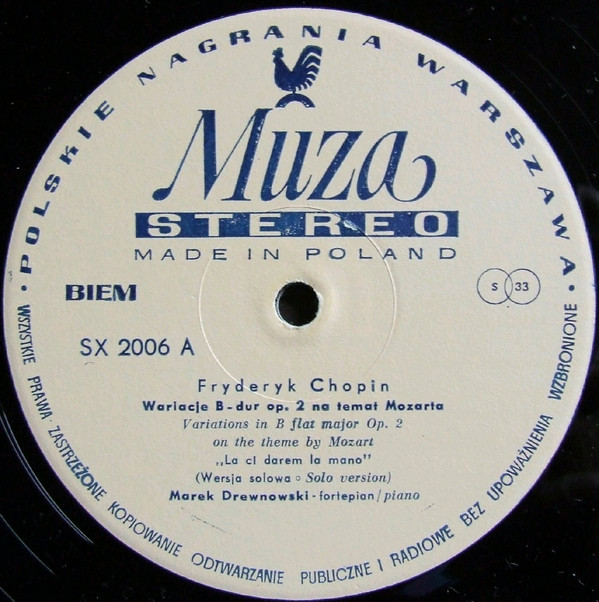 • POLSKIE NAGRANIA WARSZAWA •
Muza
STEREO
MADE IN POLAND
BIEM
S 33
SX 2006 A
Fryderyk Chopin
Wariacje B-dur op. 2 na temat Mozarta
Variations in B flat major Op. 2
on the theme by Mozart
„La ci darem la mano”
(Wersja solowa ◦ Solo version)
Marek Drewnowski - fortepian / piano
WSZYSTKIE PRAWA ZASTRZEŻONE KOPIOWANIE ODTWARZANIE PUBLICZNE I RADIOWE BEZ UPOWAŻNIENIA WZBRONIONE